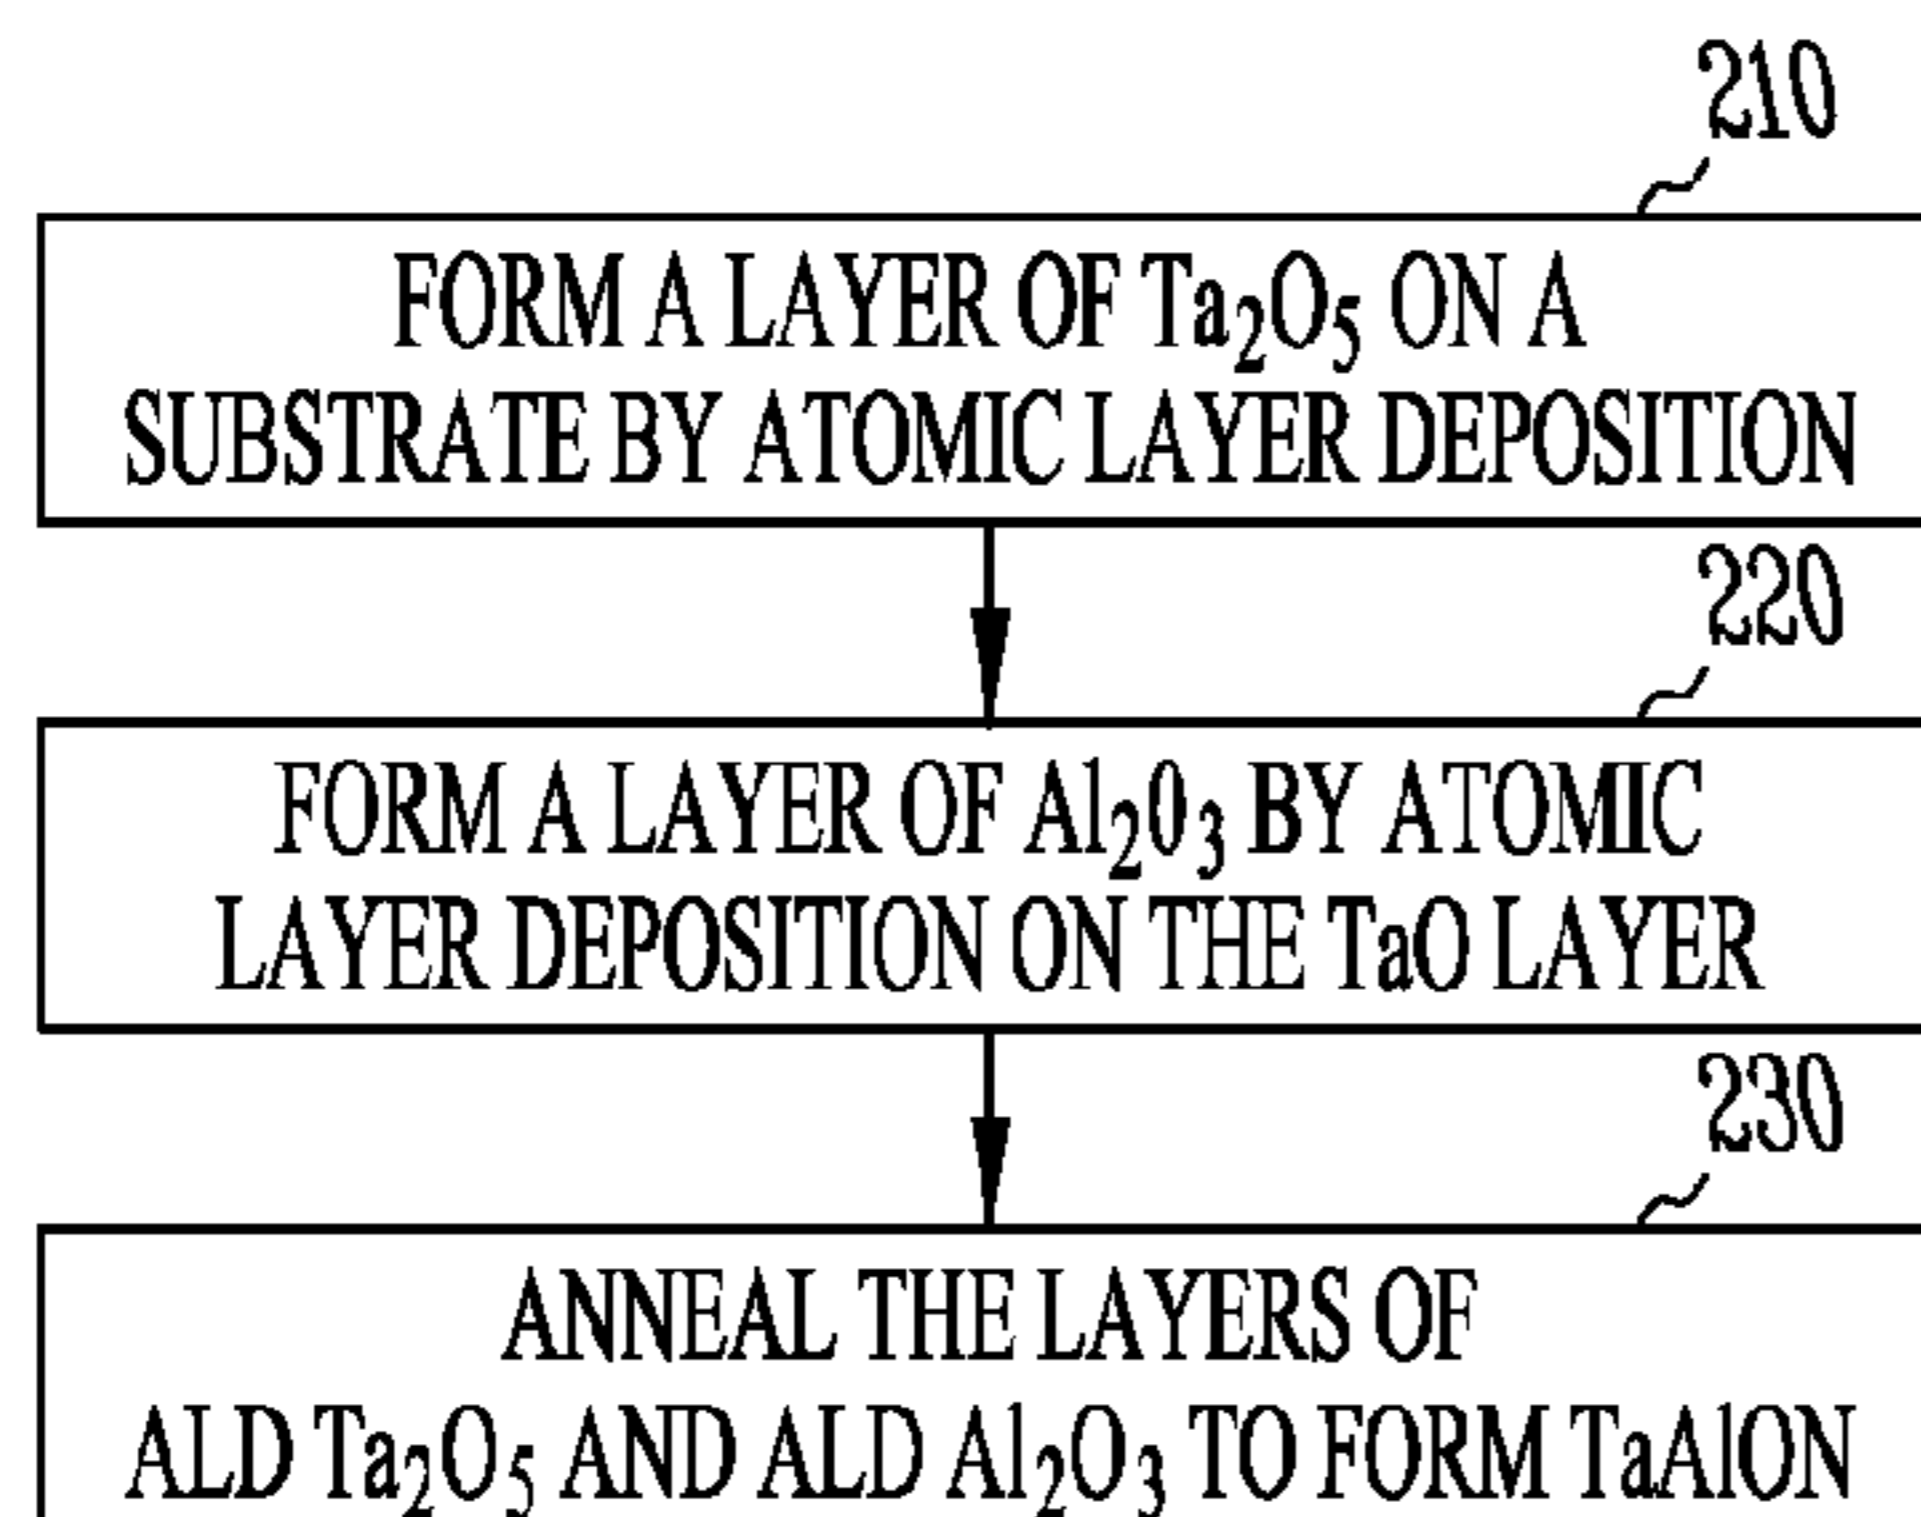 210
FORM A LAYER OF Ta₂O₅ ON A
SUBSTRATE BY ATOMIC LAYER DEPOSITION
220
FORM A LAYER OF Al₂0₃ BY ATOMIC
LAYER DEPOSITION ON THE TaO LAYER
230
ANNEAL THE LAYERS OF
ALD Ta₂O₅ AND ALD Al₂O₃ TO FORM TaAlON